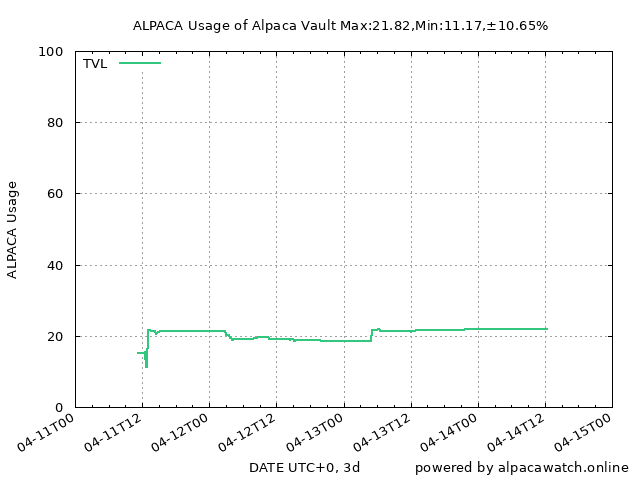 ALPACA Usage of Alpaca Vault Max:21.82,Min:11.17,±10.65%
TVL
ALPACA Usage
100
80
60
40
20
0
04-11T00
04-11T12
04-12T00
04-12T12
04-13T00
04-13T12
04-14T00
04-14T12
04-15T00
DATE UTC+0, 3d
powered by alpacawatch.online